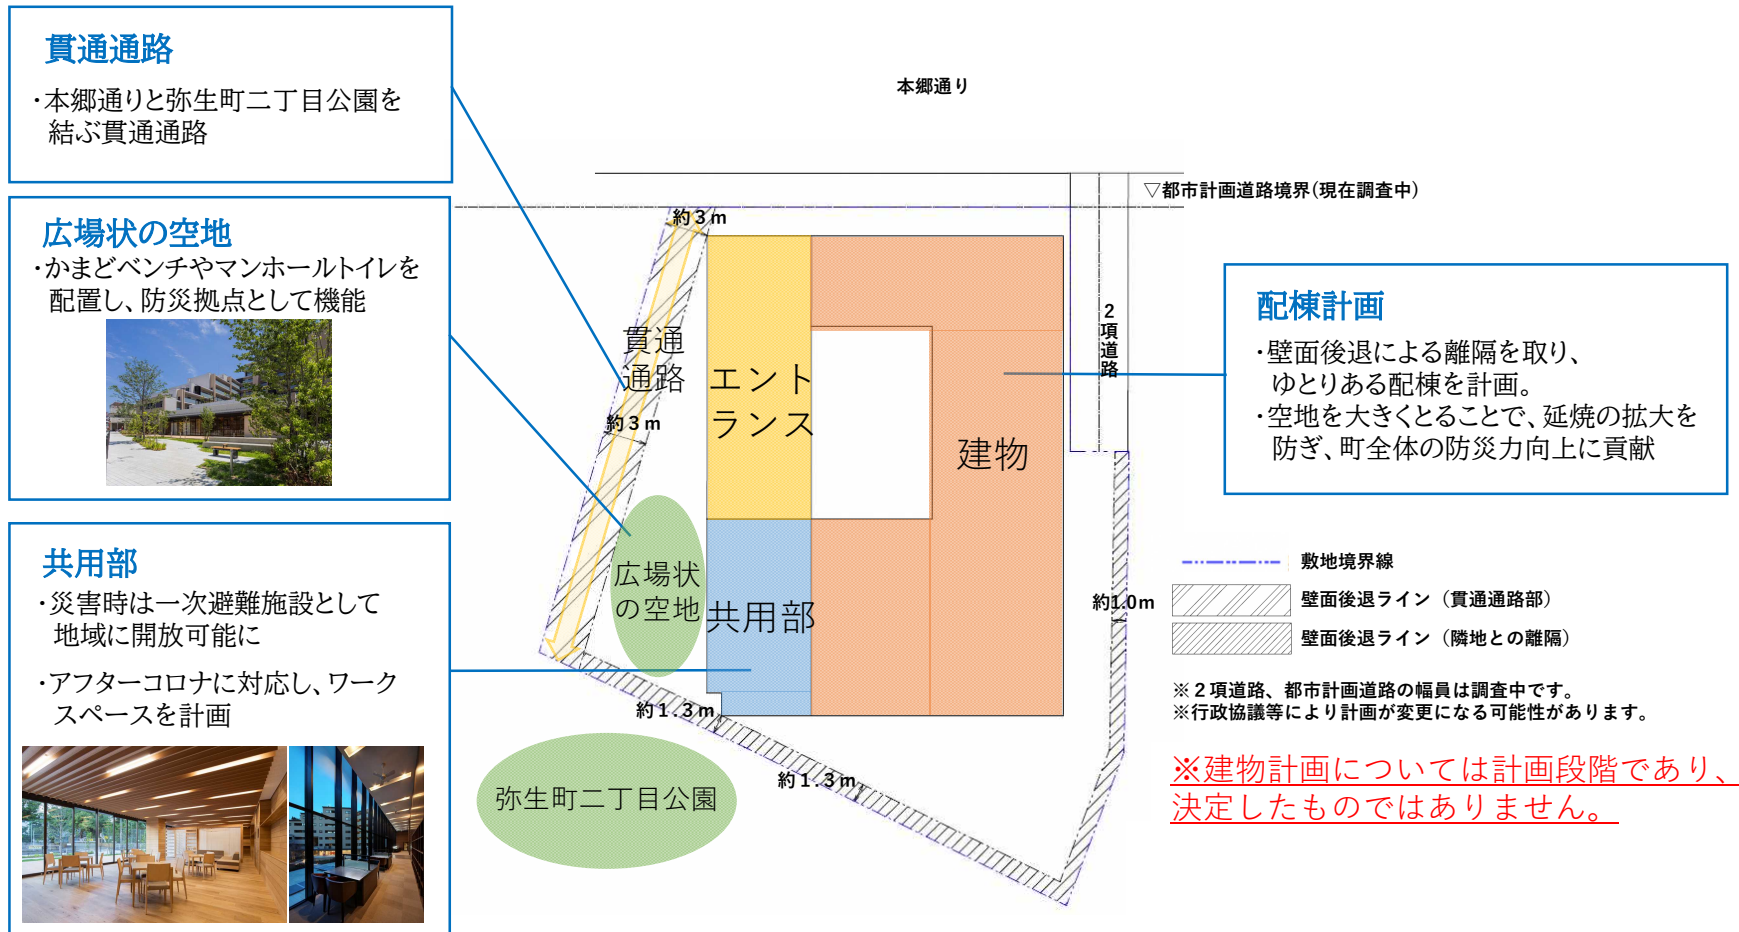 貫通通路
・本郷通りと弥生町二丁目公園を
結ぶ貫通通路
広場状の空地
・かまどベンチやマンホールトイレを
配置し、防災拠点として機能
共用部
・災害時は一次避難施設として
地域に開放可能に
・アフターコロナに対応し、ワーク
スペースを計画
本郷通り
▽都市計画道路境界(現在調査中)
約3m
2項道路
貫通
通路
エント
ランス
約3m
建物
広場状
の空地
共用部
約1.0m
約1.3m
約1.3m
弥生町二丁目公園
配棟計画
・壁面後退による離隔を取り、
ゆとりある配棟を計画。
・空地を大きくとることで、延焼の拡大を
防ぎ、町全体の防災力向上に貢献
敷地境界線
壁面後退ライン（貫通通路部）
壁面後退ライン（隣地との離隔）
※２項道路、都市計画道路の幅員は調査中です。
※行政協議等により計画が変更になる可能性があります。
※建物計画については計画段階であり、
決定したものではありません。